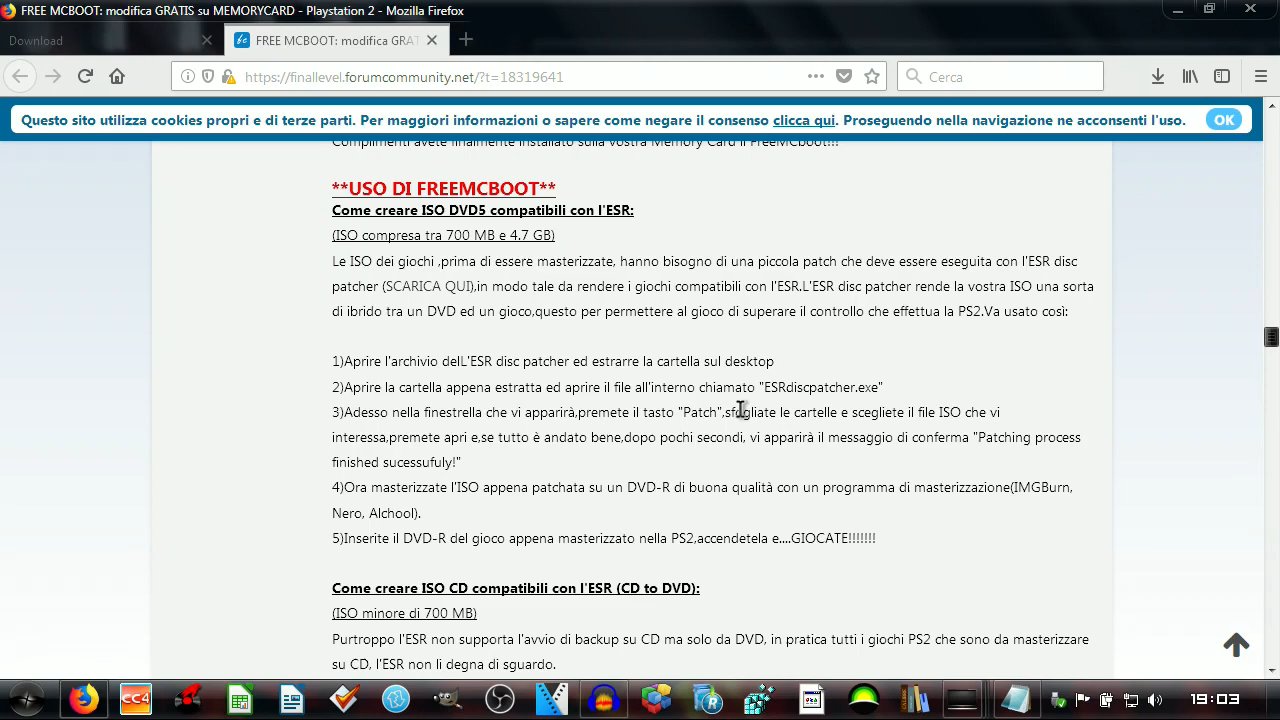 FREE MCBOOT: modifica GRATIS su MEMORYCARD - Playstation 2 - Mozilla Firefox
Download
FREE MCBOOT: modifica GRAT
https://finallevel.forumcommunity.net/?t=18319641
Cerca
Questo sito utilizza cookies propri e di terze parti. Per maggiori informazioni o sapere come negare il consenso clicca qui. Proseguendo nella navigazione ne acconsenti l'uso.
OK
Complimenti avete finalmente installato sulla vostra Memory Card il FreeMCboot!!!
**USO DI FREEMCBOOT**
Come creare ISO DVD5 compatibili con l'ESR:
(ISO compresa tra 700 MB e 4.7 GB)
Le ISO dei giochi ,prima di essere masterizzate, hanno bisogno di una piccola patch che deve essere eseguita con l'ESR disc
patcher (SCARICA QUI),in modo tale da rendere i giochi compatibili con l'ESR.L'ESR disc patcher rende la vostra ISO una sorta
di ibrido tra un DVD ed un gioco,questo per permettere al gioco di superare il controllo che effettua la PS2.Va usato così:
1)Aprire l'archivio delL'ESR disc patcher ed estrarre la cartella sul desktop
2)Aprire la cartella appena estratta ed aprire il file all'interno chiamato "ESRdiscpatcher.exe"
3)Adesso nella finestrella che vi apparirà,premete il tasto "Patch",sfogliate le cartelle e scegliete il file ISO che vi
interessa,premete apri e,se tutto è andato bene,dopo pochi secondi, vi apparirà il messaggio di conferma "Patching process
finished sucessufuly!"
4)Ora masterizzate l'ISO appena patchata su un DVD-R di buona qualità con un programma di masterizzazione(IMGBurn,
Nero, Alchool).
5)Inserite il DVD-R del gioco appena masterizzato nella PS2,accendetela e....GIOCATE!!!!!!!
Come creare ISO CD compatibili con l'ESR (CD to DVD):
(ISO minore di 700 MB)
Purtroppo l'ESR non supporta l'avvio di backup su CD ma solo da DVD, in pratica tutti i giochi PS2 che sono da masterizzare
su CD, l'ESR non li degna di sguardo.
CC4
19:03